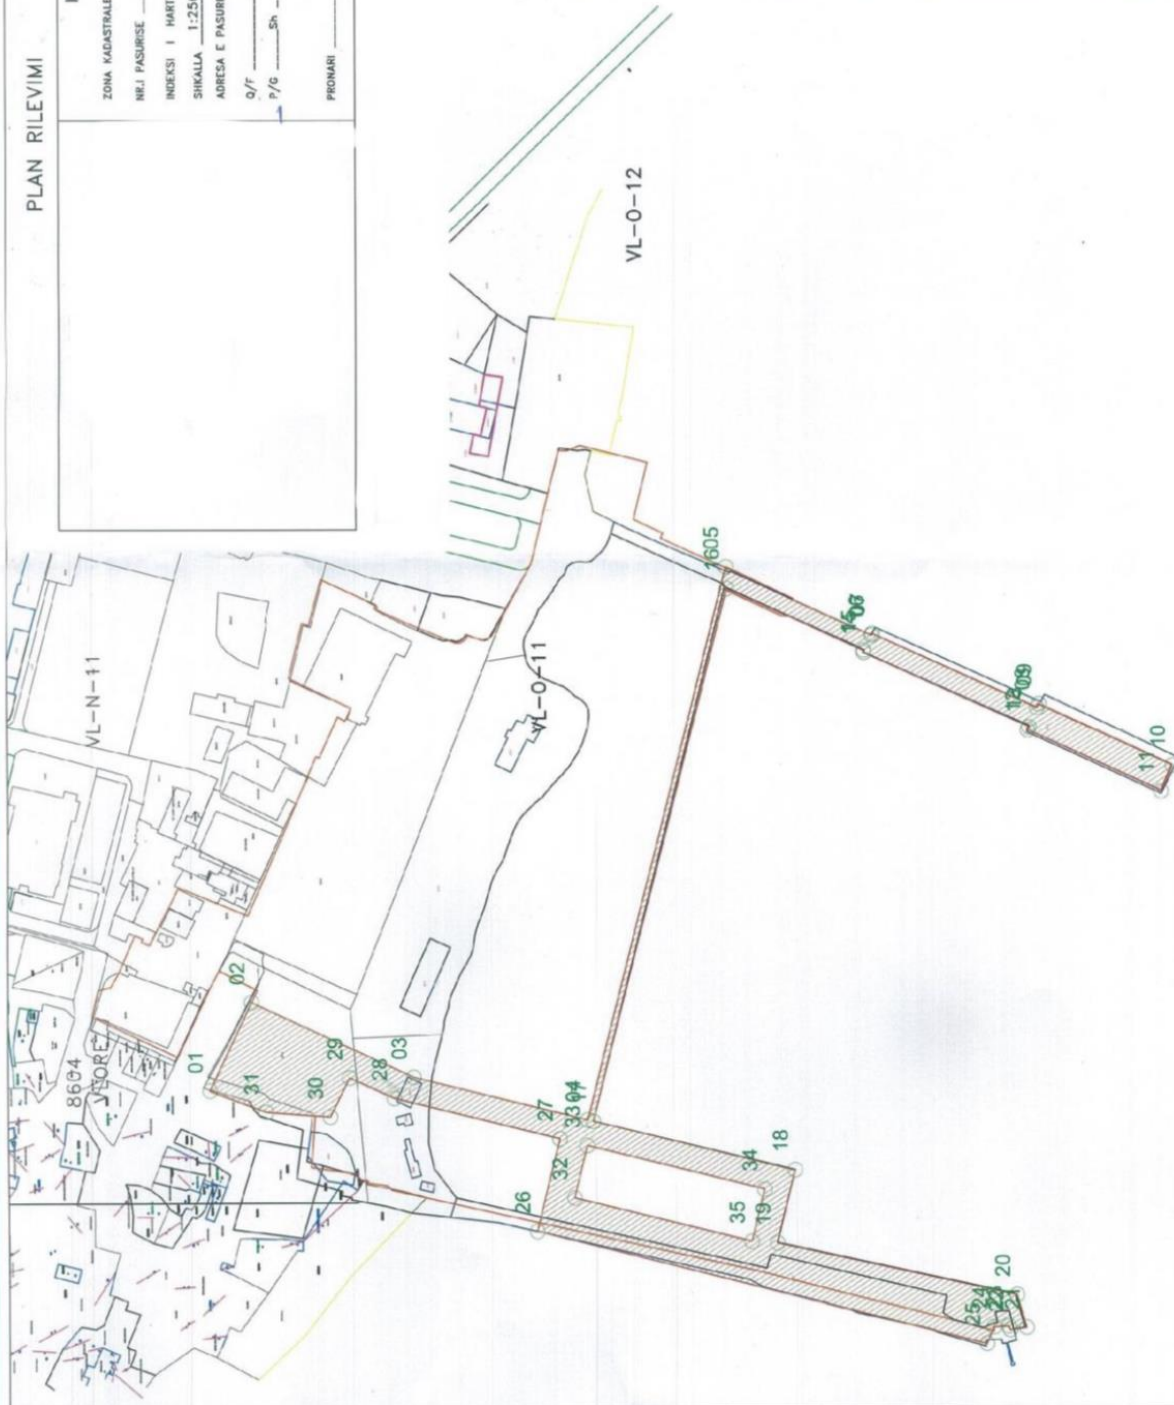 PLAN RILEVIMI
ZONA KADASTRALE
NR.I PASURISE
INDEKSI I HART
SHKALLA 1:250
ADRESA E PASURI
Q/F
P/G Sh
PRONARI
VL-N-11
VL-O-11
VL-O-12
8604
VLORE
01
02
31
30
29
28
03
27
32
26
18
34
35
19
20
25
24
1605
10
11